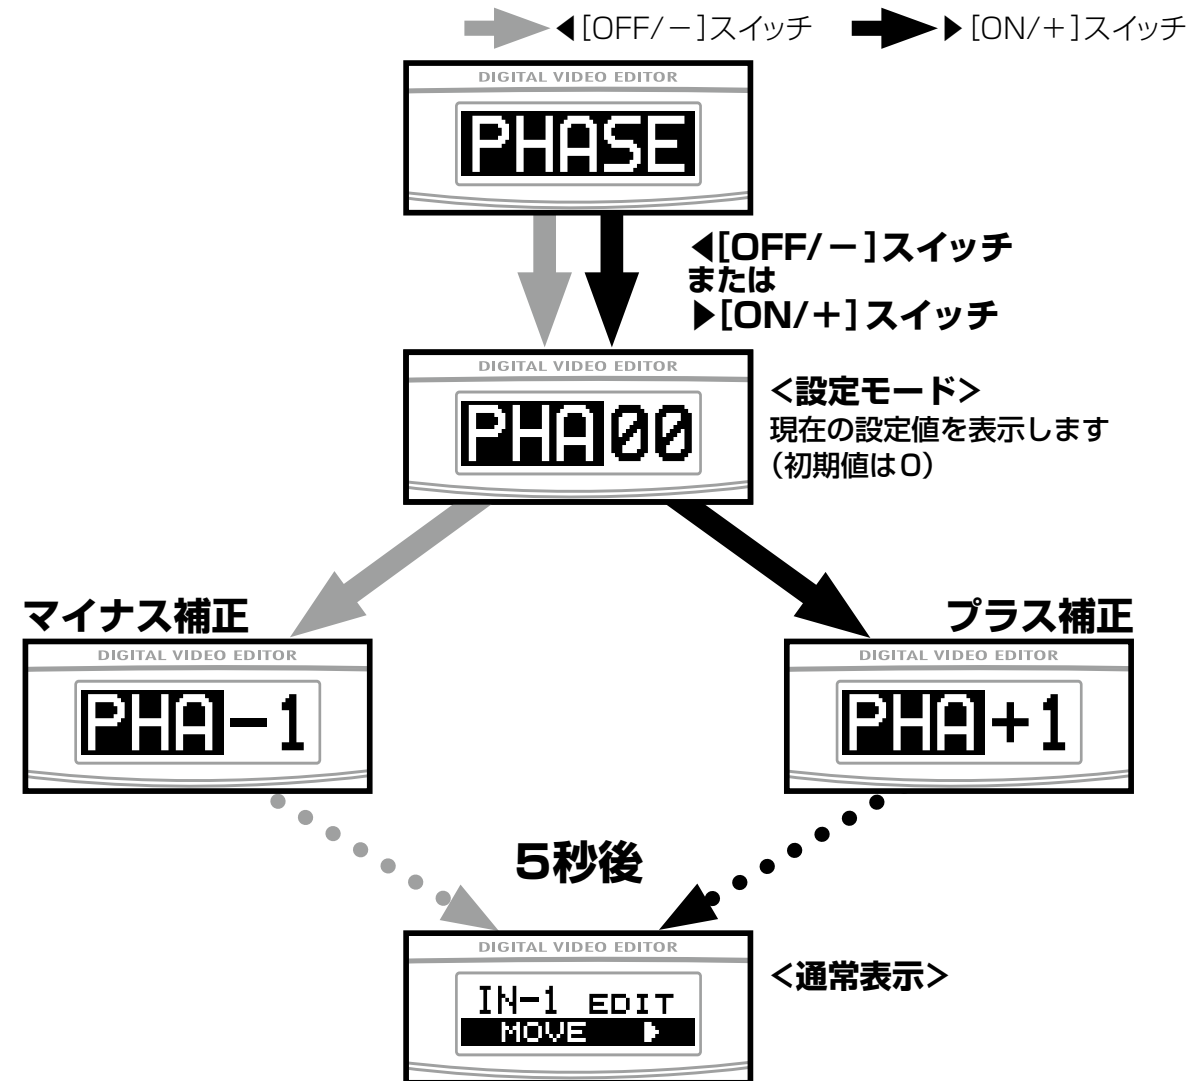 ◀[OFF/－]スイッチ ▶[ON/＋]スイッチ
DIGITAL VIDEO EDITOR
PHASE
◀[OFF/－]スイッチ
または
▶[ON/＋]スイッチ
DIGITAL VIDEO EDITOR
PHA00
<設定モード>
現在の設定値を表示します
(初期値は0)
マイナス補正
DIGITAL VIDEO EDITOR
PHA-1
プラス補正
DIGITAL VIDEO EDITOR
PHA+1
5秒後
DIGITAL VIDEO EDITOR
IN-1 EDIT
MOVE ▶
<通常表示>